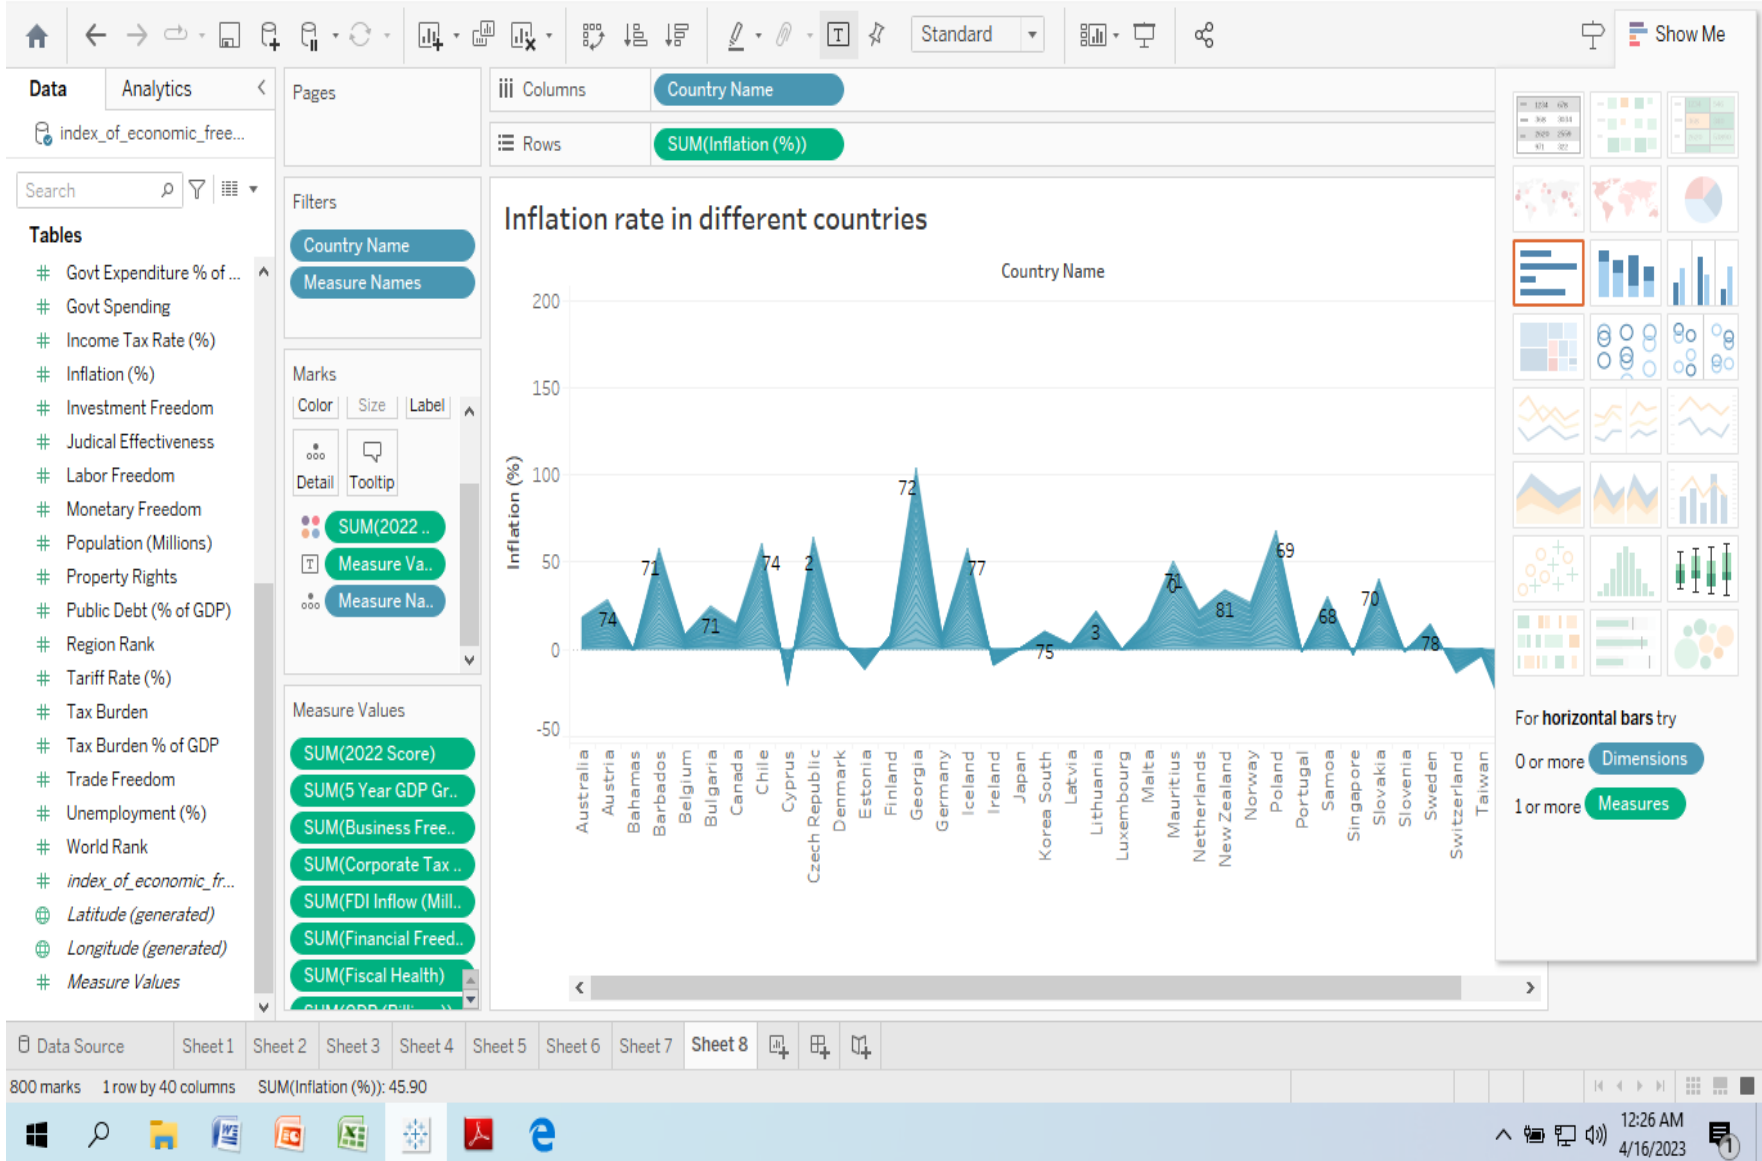 Standard
Show Me
Data
Analytics
index_of_economic_free...
Search
Tables
Govt Expenditure % of ...
Govt Spending
Income Tax Rate (%)
Inflation (%)
Investment Freedom
Judical Effectiveness
Labor Freedom
Monetary Freedom
Population (Millions)
Property Rights
Public Debt (% of GDP)
Region Rank
Tariff Rate (%)
Tax Burden
Tax Burden % of GDP
Trade Freedom
Unemployment (%)
World Rank
index_of_economic_fr...
Latitude (generated)
Longitude (generated)
Measure Values
Pages
Filters
Country Name
Measure Names
Marks
Color
Size
Label
Detail
Tooltip
SUM(2022 ..
Measure Va..
Measure Na..
Measure Values
SUM(2022 Score)
SUM(5 Year GDP Gr..
SUM(Business Free..
SUM(Corporate Tax ..
SUM(FDI Inflow (Mill..
SUM(Financial Freed..
SUM(Fiscal Health)
Columns
Country Name
Rows
SUM(Inflation (%))
Inflation rate in different countries
Country Name
200
150
100
50
0
-50
Inflation (%)
74
71
71
74
2
72
77
75
3
71
81
69
68
70
78
Australia
Austria
Bahamas
Barbados
Belgium
Bulgaria
Canada
Chile
Cyprus
Czech Republic
Denmark
Estonia
Finland
Georgia
Germany
Iceland
Ireland
Japan
Korea South
Latvia
Lithuania
Luxembourg
Malta
Mauritius
Netherlands
New Zealand
Norway
Poland
Portugal
Samoa
Singapore
Slovakia
Slovenia
Sweden
Switzerland
Taiwan
For horizontal bars try
0 or more Dimensions
1 or more Measures
Data Source
Sheet 1
Sheet 2
Sheet 3
Sheet 4
Sheet 5
Sheet 6
Sheet 7
Sheet 8
800 marks
1 row by 40 columns
SUM(Inflation (%)): 45.90
12:26 AM
4/16/2023
1